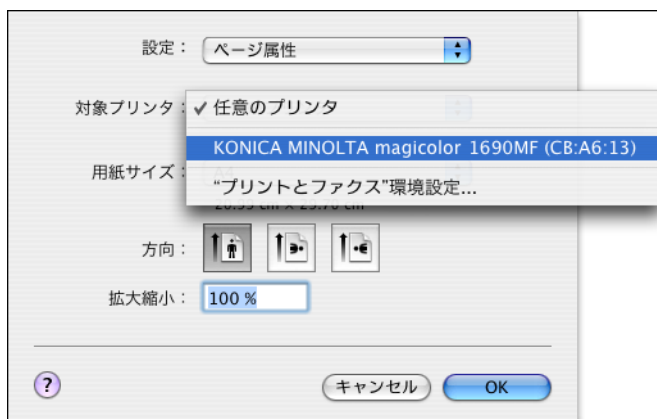 設定： ページ属性
対象プリンタ： ✓ 任意のプリンタ
KONICA MINOLTA magicolor 1690MF (CB:A6:13)
用紙サイズ： A4
“プリントとファクス”環境設定...
方向：
拡大縮小： 100 %
? キャンセル OK